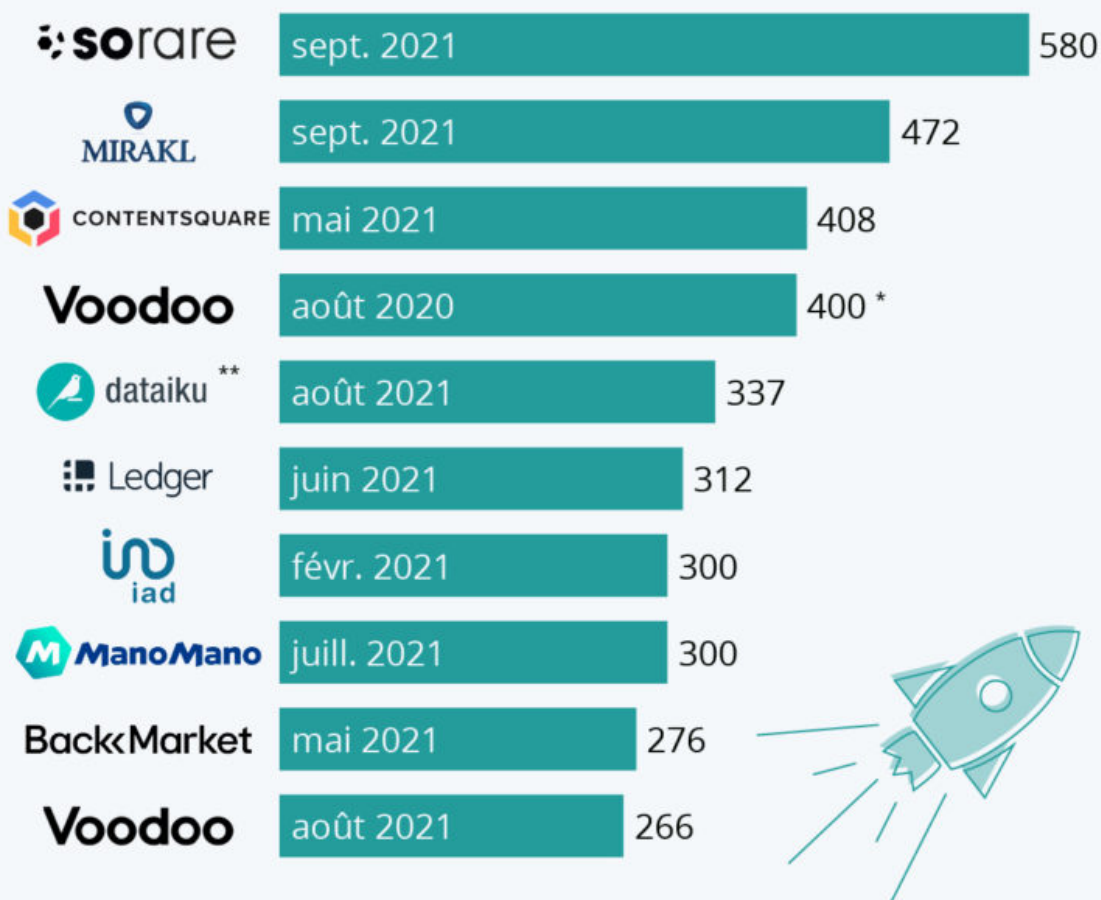 sorare sept. 2021 580
MIRAKL sept. 2021 472
CONTENTSQUARE mai 2021 408
Voodoo août 2020 400 *
dataiku ** août 2021 337
Ledger juin 2021 312
iad févr. 2021 300
M ManoMano juill. 2021 300
Back Market mai 2021 276
Voodoo août 2021 266